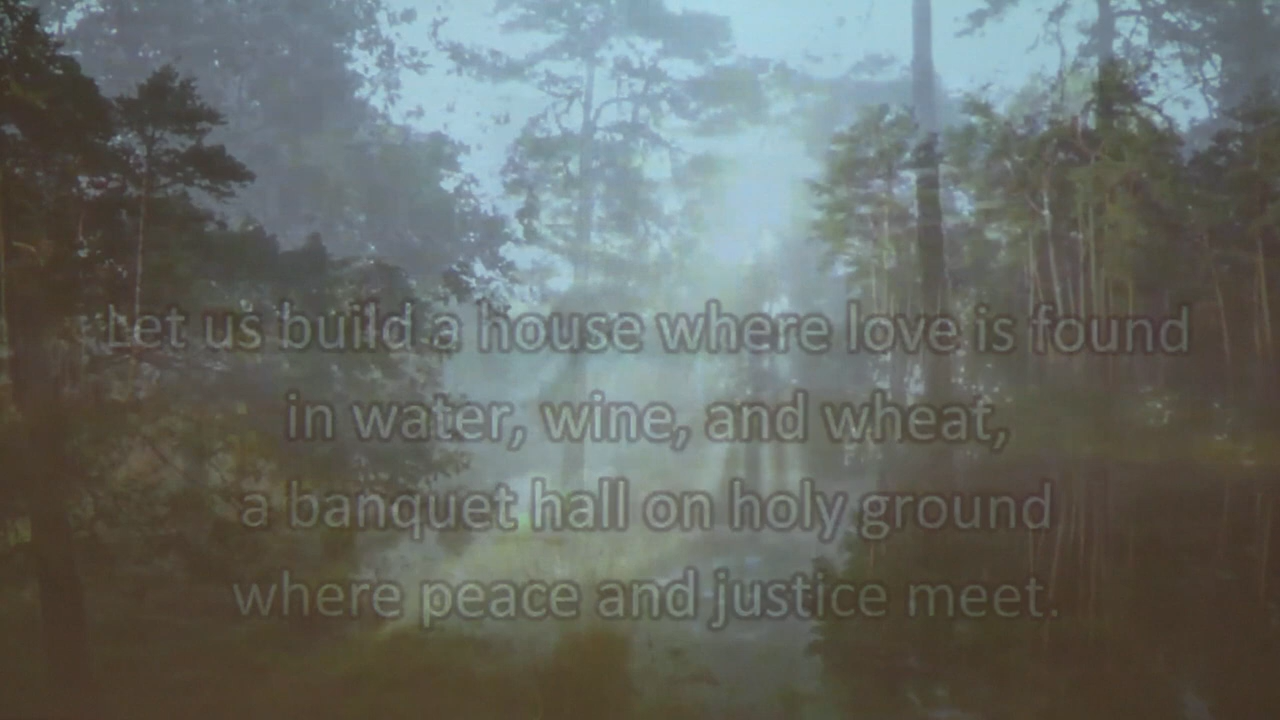 Let us build a house where love is found
in water, wine, and wheat,
a banquet hall on holy ground
where peace and justice meet.